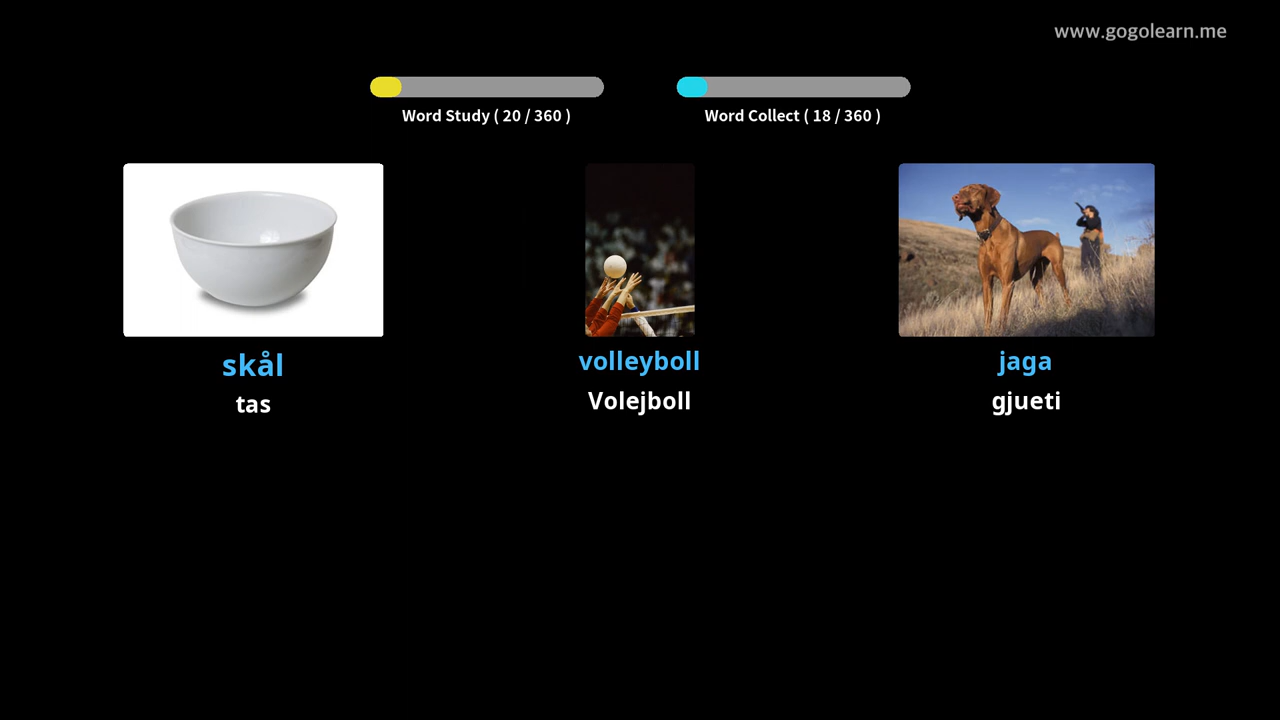 www.gogolearn.me
Word Study ( 20 / 360 )
Word Collect ( 18 / 360 )
skål
tas
volleyboll
Volejboll
jaga
gjueti